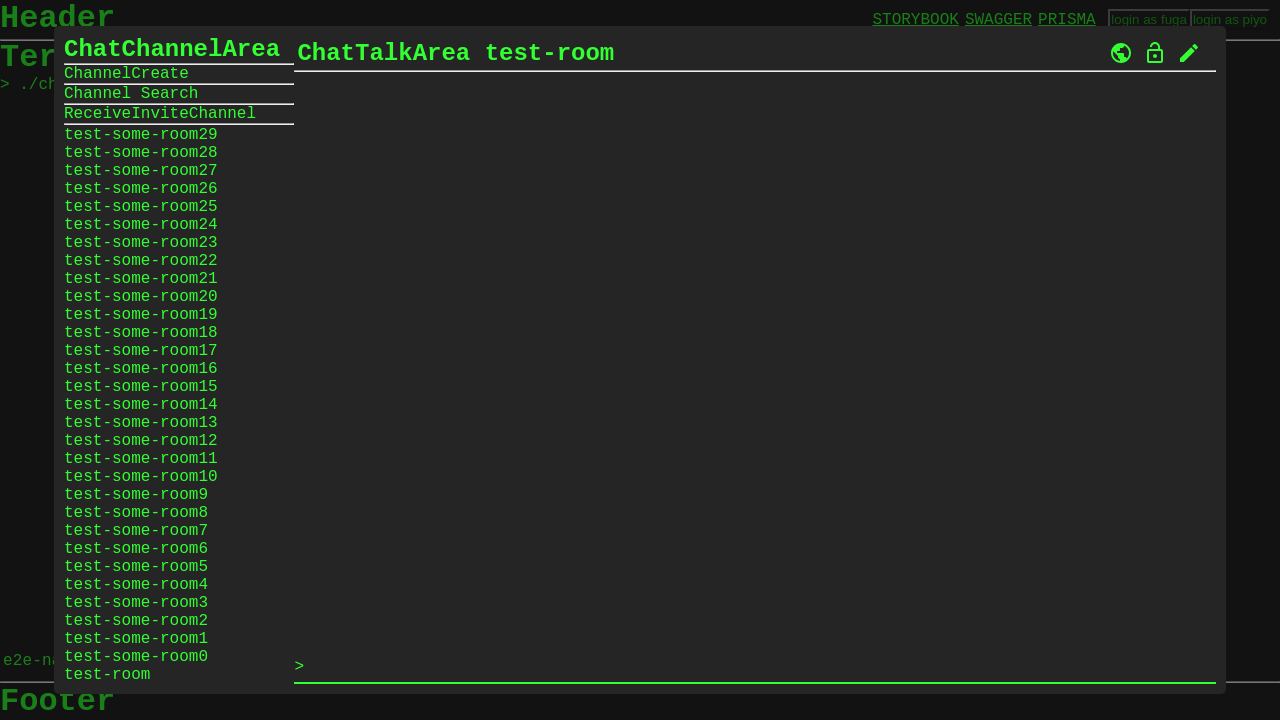 Header
STORYBOOK SWAGGER PRISMA login as fuga login as piyo
Ter
> ./ch
ChatChannelArea
ChannelCreate
Channel Search
ReceiveInviteChannel
test-some-room29
test-some-room28
test-some-room27
test-some-room26
test-some-room25
test-some-room24
test-some-room23
test-some-room22
test-some-room21
test-some-room20
test-some-room19
test-some-room18
test-some-room17
test-some-room16
test-some-room15
test-some-room14
test-some-room13
test-some-room12
test-some-room11
test-some-room10
test-some-room9
test-some-room8
test-some-room7
test-some-room6
test-some-room5
test-some-room4
test-some-room3
test-some-room2
test-some-room1
test-some-room0
test-room
ChatTalkArea test-room
>
e2e-na
Footer